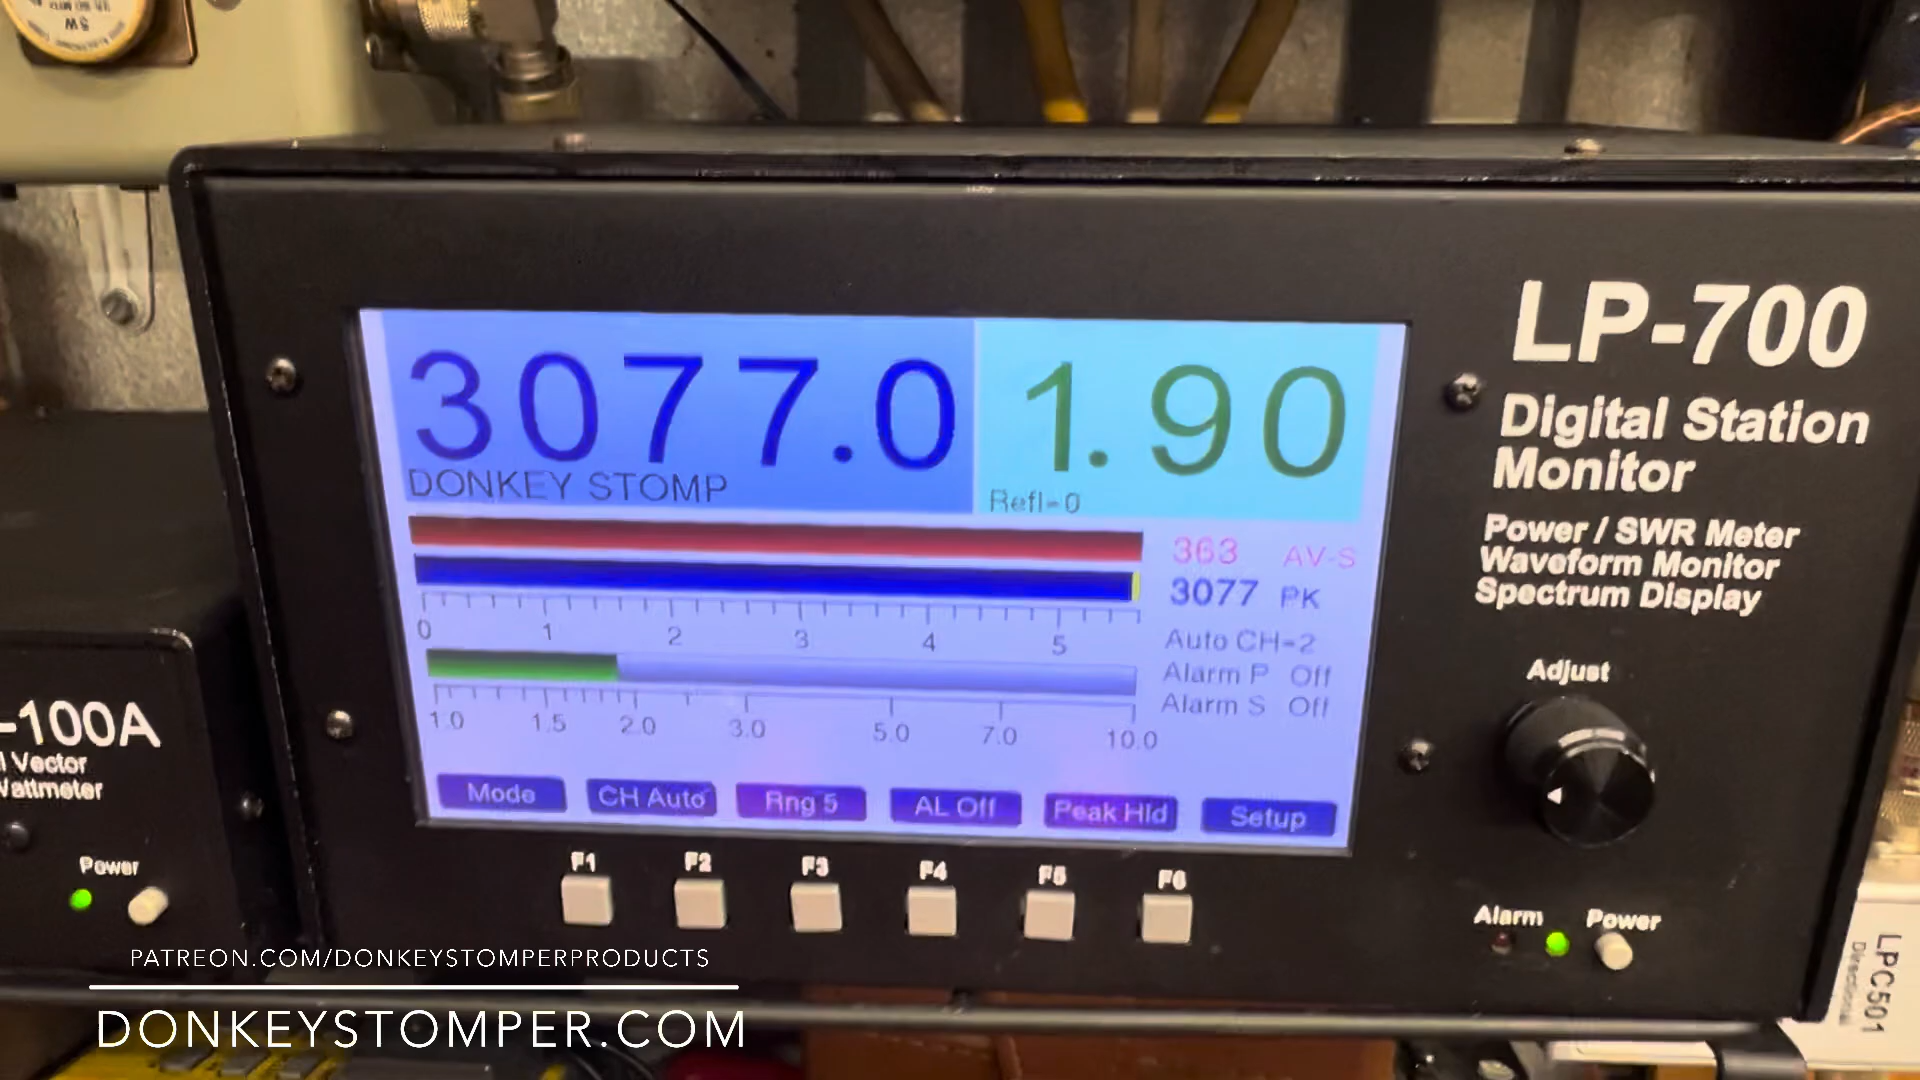 5W
LP-700
Digital Station
Monitor
Power / SWR Meter
Waveform Monitor
Spectrum Display
3077.0
1.90
DONKEY STOMP
Refl=0
363 AV-S
3077 PK
0 1 2 3 4 5
Auto CH=2
Alarm P Off
Alarm S Off
1.0 1.5 2.0 3.0 5.0 7.0 10.0
Mode CH Auto Rng 5 AL Off Peak Hld Setup
F1 F2 F3 F4 F5 F6
Adjust
Alarm Power
-100A
l Vector
Wattmeter
Power
LPC501
Directional
PATREON.COM/DONKEYSTOMPERPRODUCTS
DONKEYSTOMPER.COM